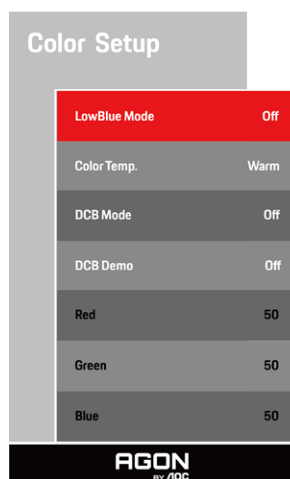 Color Setup
LowBlue Mode Off
Color Temp. Warm
DCB Mode Off
DCB Demo Off
Red 50
Green 50
Blue 50
AGON
BY AOC